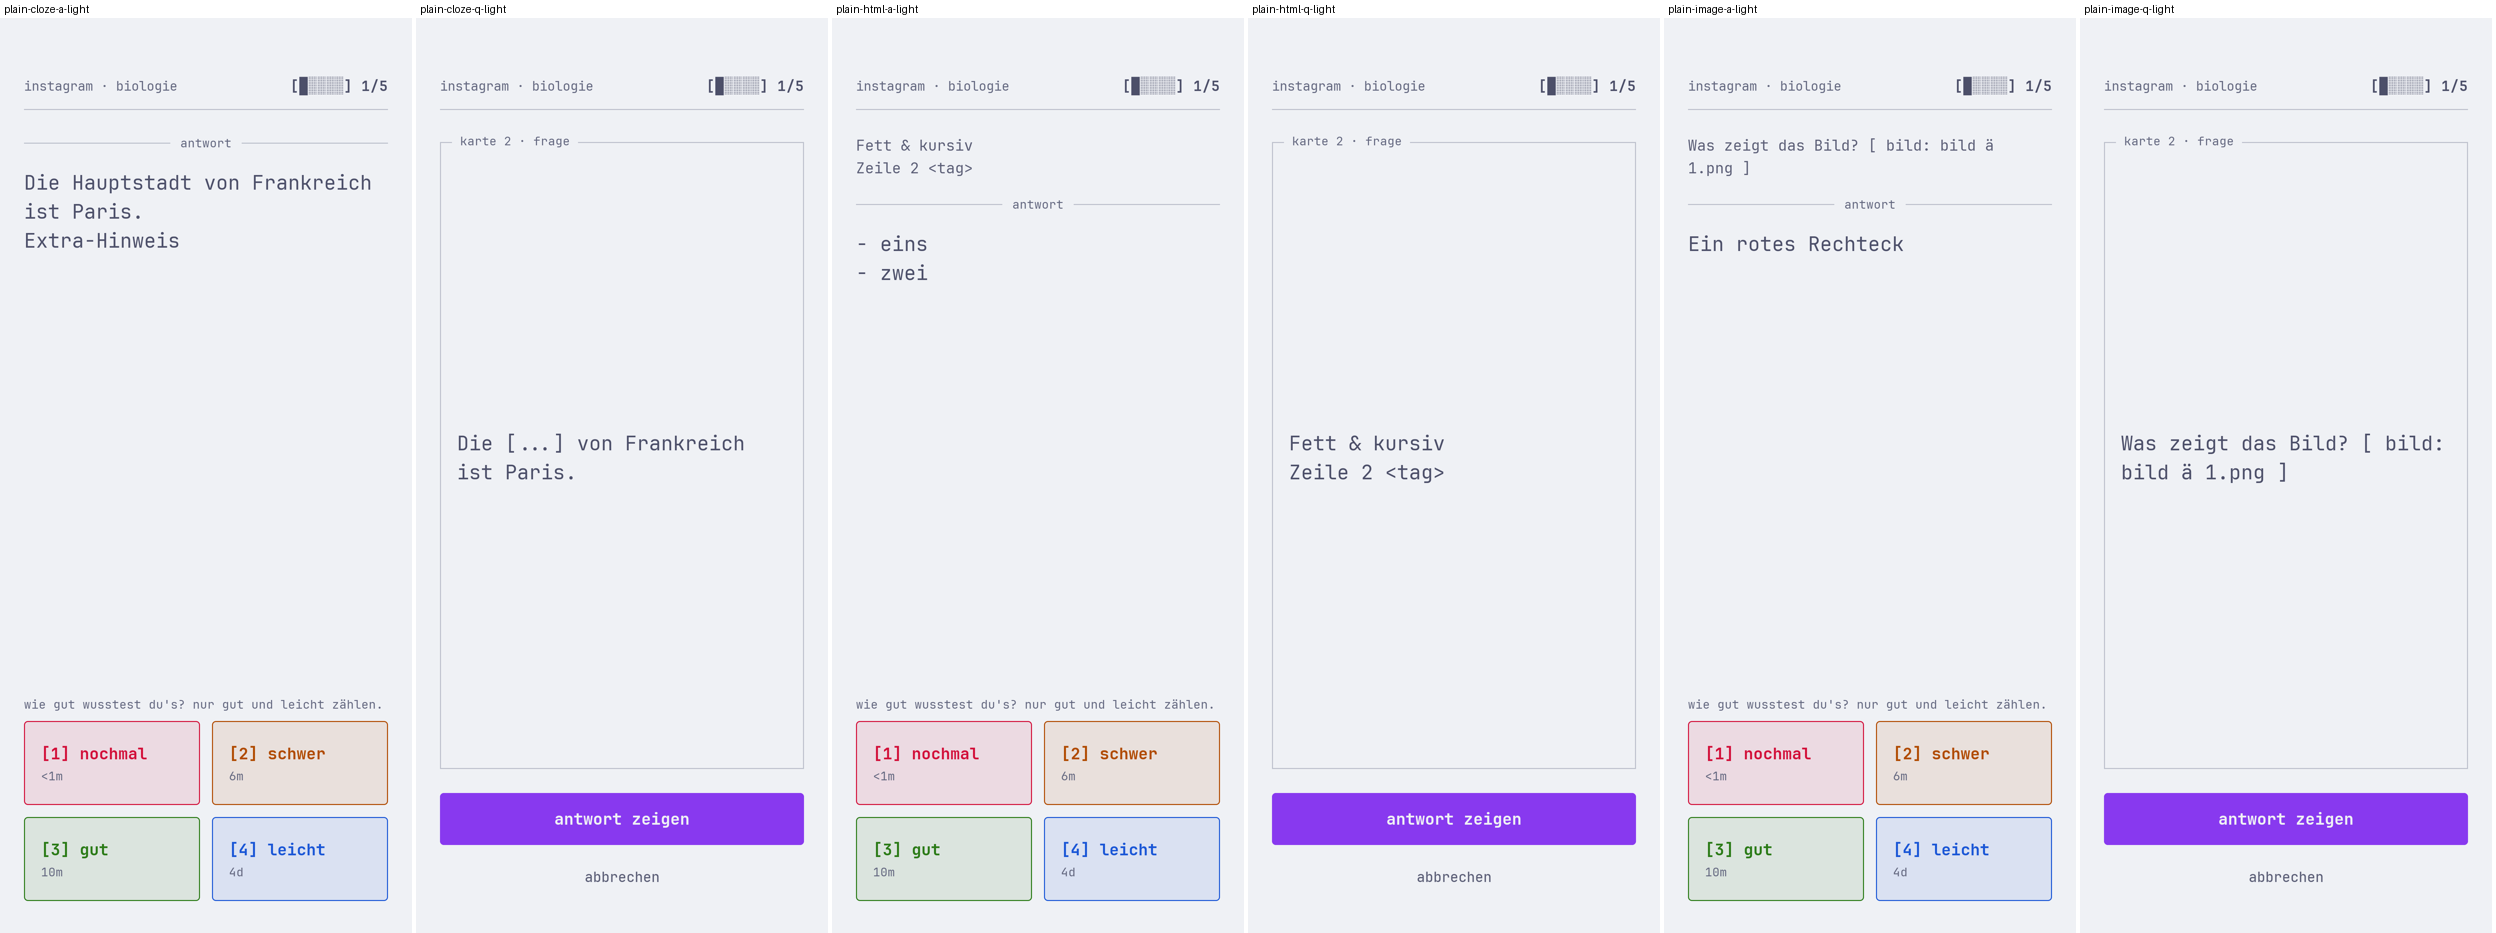 plain-cloze-a-light
instagram · biologie
[█░░░░] 1/5
antwort
Die Hauptstadt von Frankreich
ist Paris.
Extra-Hinweis
wie gut wusstest du's? nur gut und leicht zählen.
[1] nochmal
<1m
[2] schwer
6m
[3] gut
10m
[4] leicht
4d
plain-cloze-q-light
instagram · biologie
[█░░░░] 1/5
karte 2 · frage
Die [...] von Frankreich
ist Paris.
antwort zeigen
abbrechen
plain-html-a-light
instagram · biologie
[█░░░░] 1/5
Fett & kursiv
Zeile 2 <tag>
antwort
- eins
- zwei
wie gut wusstest du's? nur gut und leicht zählen.
[1] nochmal
<1m
[2] schwer
6m
[3] gut
10m
[4] leicht
4d
plain-html-q-light
instagram · biologie
[█░░░░] 1/5
karte 2 · frage
Fett & kursiv
Zeile 2 <tag>
antwort zeigen
abbrechen
plain-image-a-light
instagram · biologie
[█░░░░] 1/5
Was zeigt das Bild? [ bild: bild ä
1.png ]
antwort
Ein rotes Rechteck
wie gut wusstest du's? nur gut und leicht zählen.
[1] nochmal
<1m
[2] schwer
6m
[3] gut
10m
[4] leicht
4d
plain-image-q-light
instagram · biologie
[█░░░░] 1/5
karte 2 · frage
Was zeigt das Bild? [ bild:
bild ä 1.png ]
antwort zeigen
abbrechen